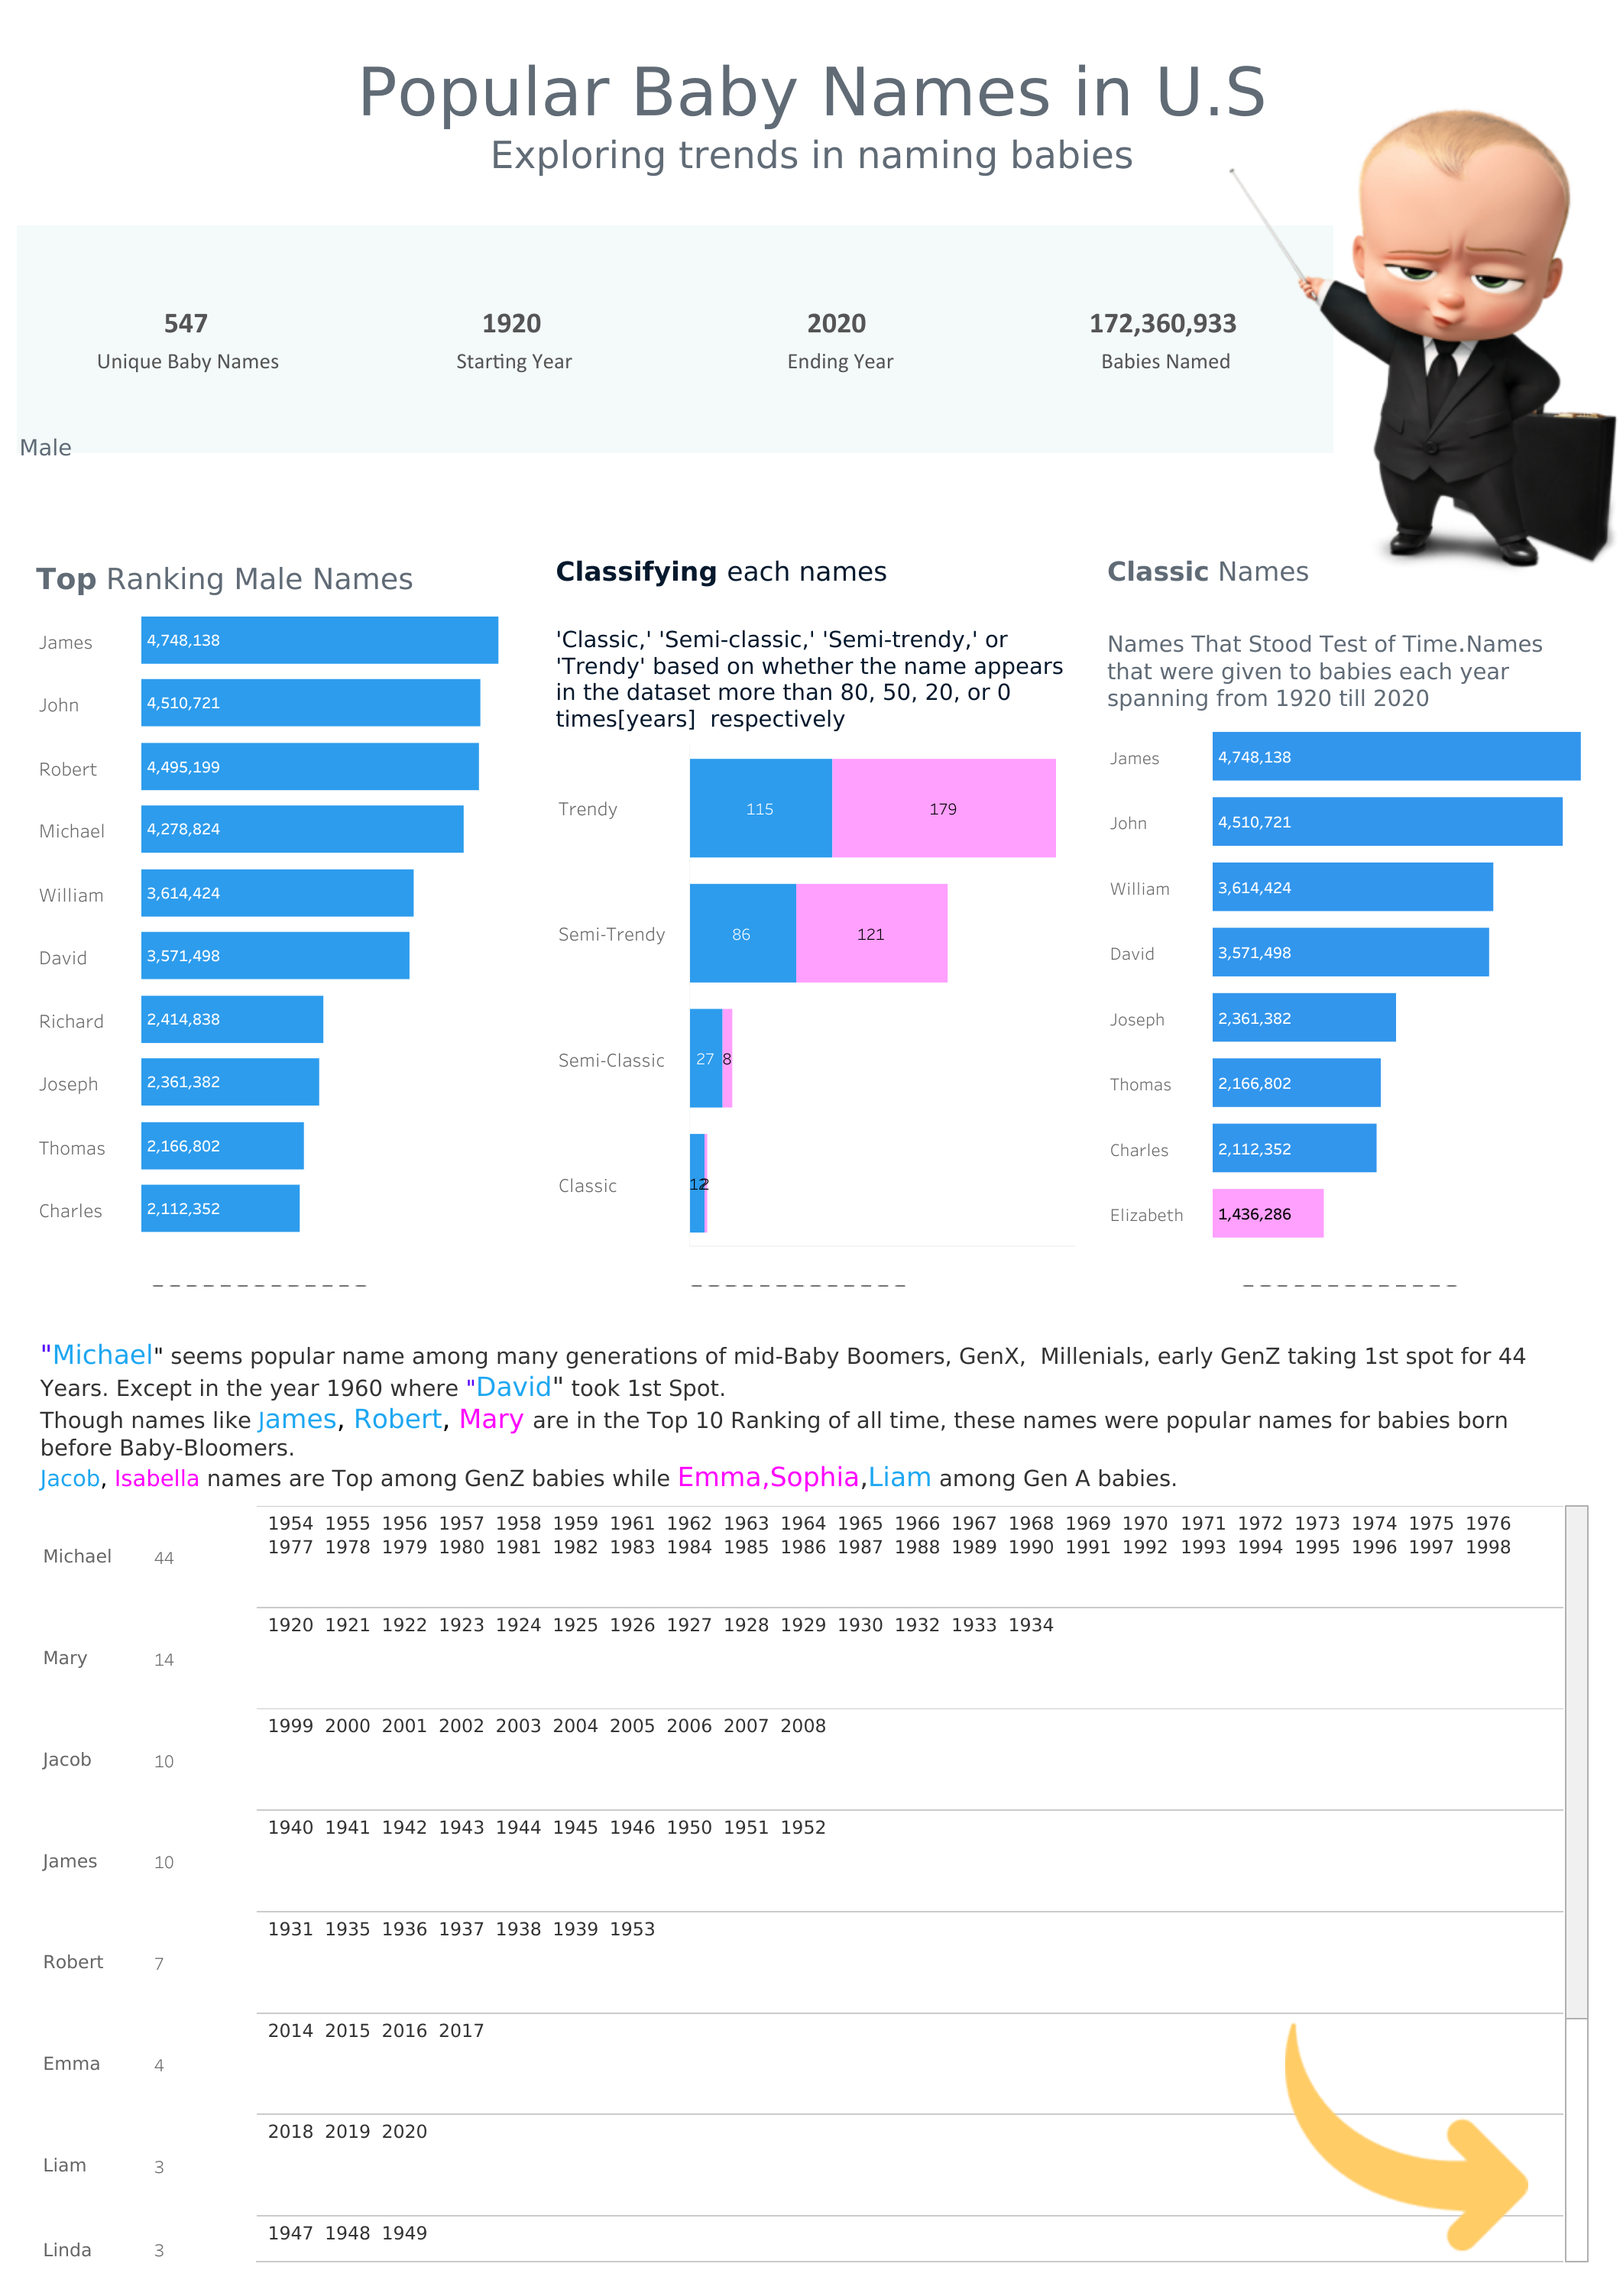 Popular Baby Names in U.S
Exploring trends in naming babies
547
Unique Baby Names
1920
Starting Year
2020
Ending Year
172,360,933
Babies Named
Male
Top Ranking Male Names
James 4,748,138
John 4,510,721
Robert 4,495,199
Michael 4,278,824
William 3,614,424
David 3,571,498
Richard 2,414,838
Joseph 2,361,382
Thomas 2,166,802
Charles 2,112,352
Classifying each names
'Classic,' 'Semi-classic,' 'Semi-trendy,' or
'Trendy' based on whether the name appears
in the dataset more than 80, 50, 20, or 0
times[years]  respectively
Trendy 115 179
Semi-Trendy 86 121
Semi-Classic 27 8
Classic 12 2
Classic Names
Names That Stood Test of Time.Names
that were given to babies each year
spanning from 1920 till 2020
James 4,748,138
John 4,510,721
William 3,614,424
David 3,571,498
Joseph 2,361,382
Thomas 2,166,802
Charles 2,112,352
Elizabeth 1,436,286
"Michael" seems popular name among many generations of mid-Baby Boomers, GenX,  Millenials, early GenZ taking 1st spot for 44
Years. Except in the year 1960 where "David" took 1st Spot.
Though names like James, Robert, Mary are in the Top 10 Ranking of all time, these names were popular names for babies born
before Baby-Bloomers.
Jacob, Isabella names are Top among GenZ babies while Emma,Sophia,Liam among Gen A babies.
1954 1955 1956 1957 1958 1959 1961 1962 1963 1964 1965 1966 1967 1968 1969 1970 1971 1972 1973 1974 1975 1976
1977 1978 1979 1980 1981 1982 1983 1984 1985 1986 1987 1988 1989 1990 1991 1992 1993 1994 1995 1996 1997 1998
Michael 44
1920 1921 1922 1923 1924 1925 1926 1927 1928 1929 1930 1932 1933 1934
Mary 14
1999 2000 2001 2002 2003 2004 2005 2006 2007 2008
Jacob 10
1940 1941 1942 1943 1944 1945 1946 1950 1951 1952
James 10
1931 1935 1936 1937 1938 1939 1953
Robert 7
2014 2015 2016 2017
Emma 4
2018 2019 2020
Liam 3
1947 1948 1949
Linda 3